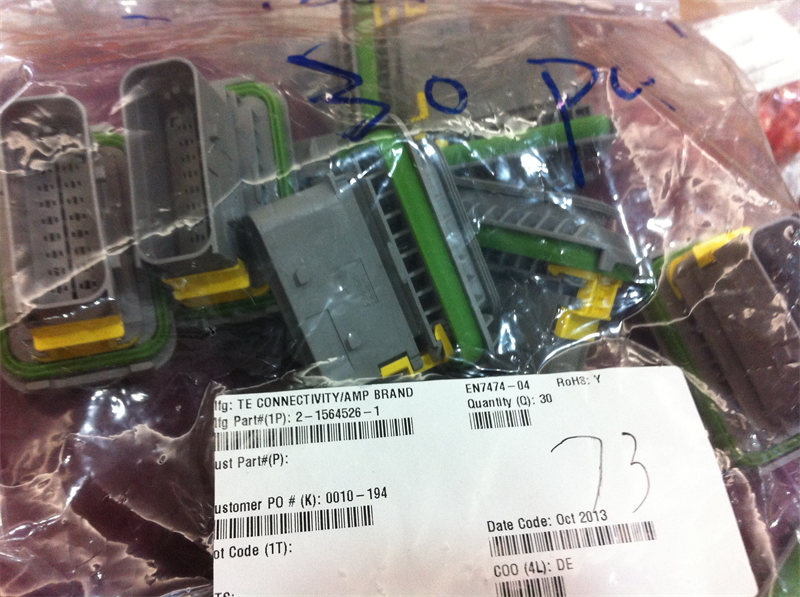 30 pc.
Mfg: TE CONNECTIVITY/AMP BRAND
Mfg Part#(1P): 2-1564526-1
EN7474-04 RoHS: Y
Quantity (Q): 30
ust Part#(P):
73
ustomer PO # (K): 0010-194
Date Code: Oct 2013
ot Code (1T):
COO (4L): DE